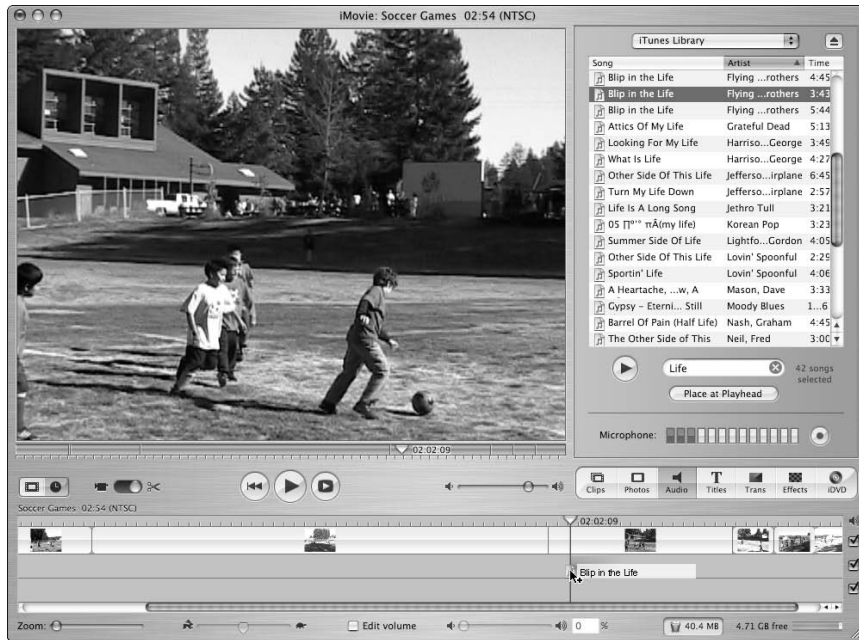 iMovie: Soccer Games 02:54 (NTSC)
iTunes Library
Song Artist Time
Blip in the Life Flying ...rothers 4:45
Blip in the Life Flying ...rothers 3:43
Blip in the Life Flying ...rothers 5:44
Attics Of My Life Grateful Dead 5:13
Looking For My Life Harriso...George 3:49
What Is Life Harriso...George 4:27
Other Side Of This Life Jefferso...irplane 6:45
Turn My Life Down Jefferso...irplane 2:57
Life Is A Long Song Jethro Tull 3:21
05 ∏º'° πÂ(my life) Korean Pop 3:23
Summer Side Of Life Lightfo...Gordon 4:05
Other Side Of This Life Lovin' Spoonful 2:29
Sportin' Life Lovin' Spoonful 4:06
A Heartache, ...w, A Mason, Dave 3:33
Gypsy – Eterni... Still Moody Blues 1...6
Barrel Of Pain (Half Life) Nash, Graham 4:45
The Other Side of This Neil, Fred 3:00
Life 42 songs
selected
Place at Playhead
Microphone:
02:02:09
Clips Photos Audio Titles Trans Effects iDVD
Soccer Games 02:54 (NTSC)
02:02:09
Blip in the Life
Zoom: Edit volume 0 % 40.4 MB 4.71 GB free